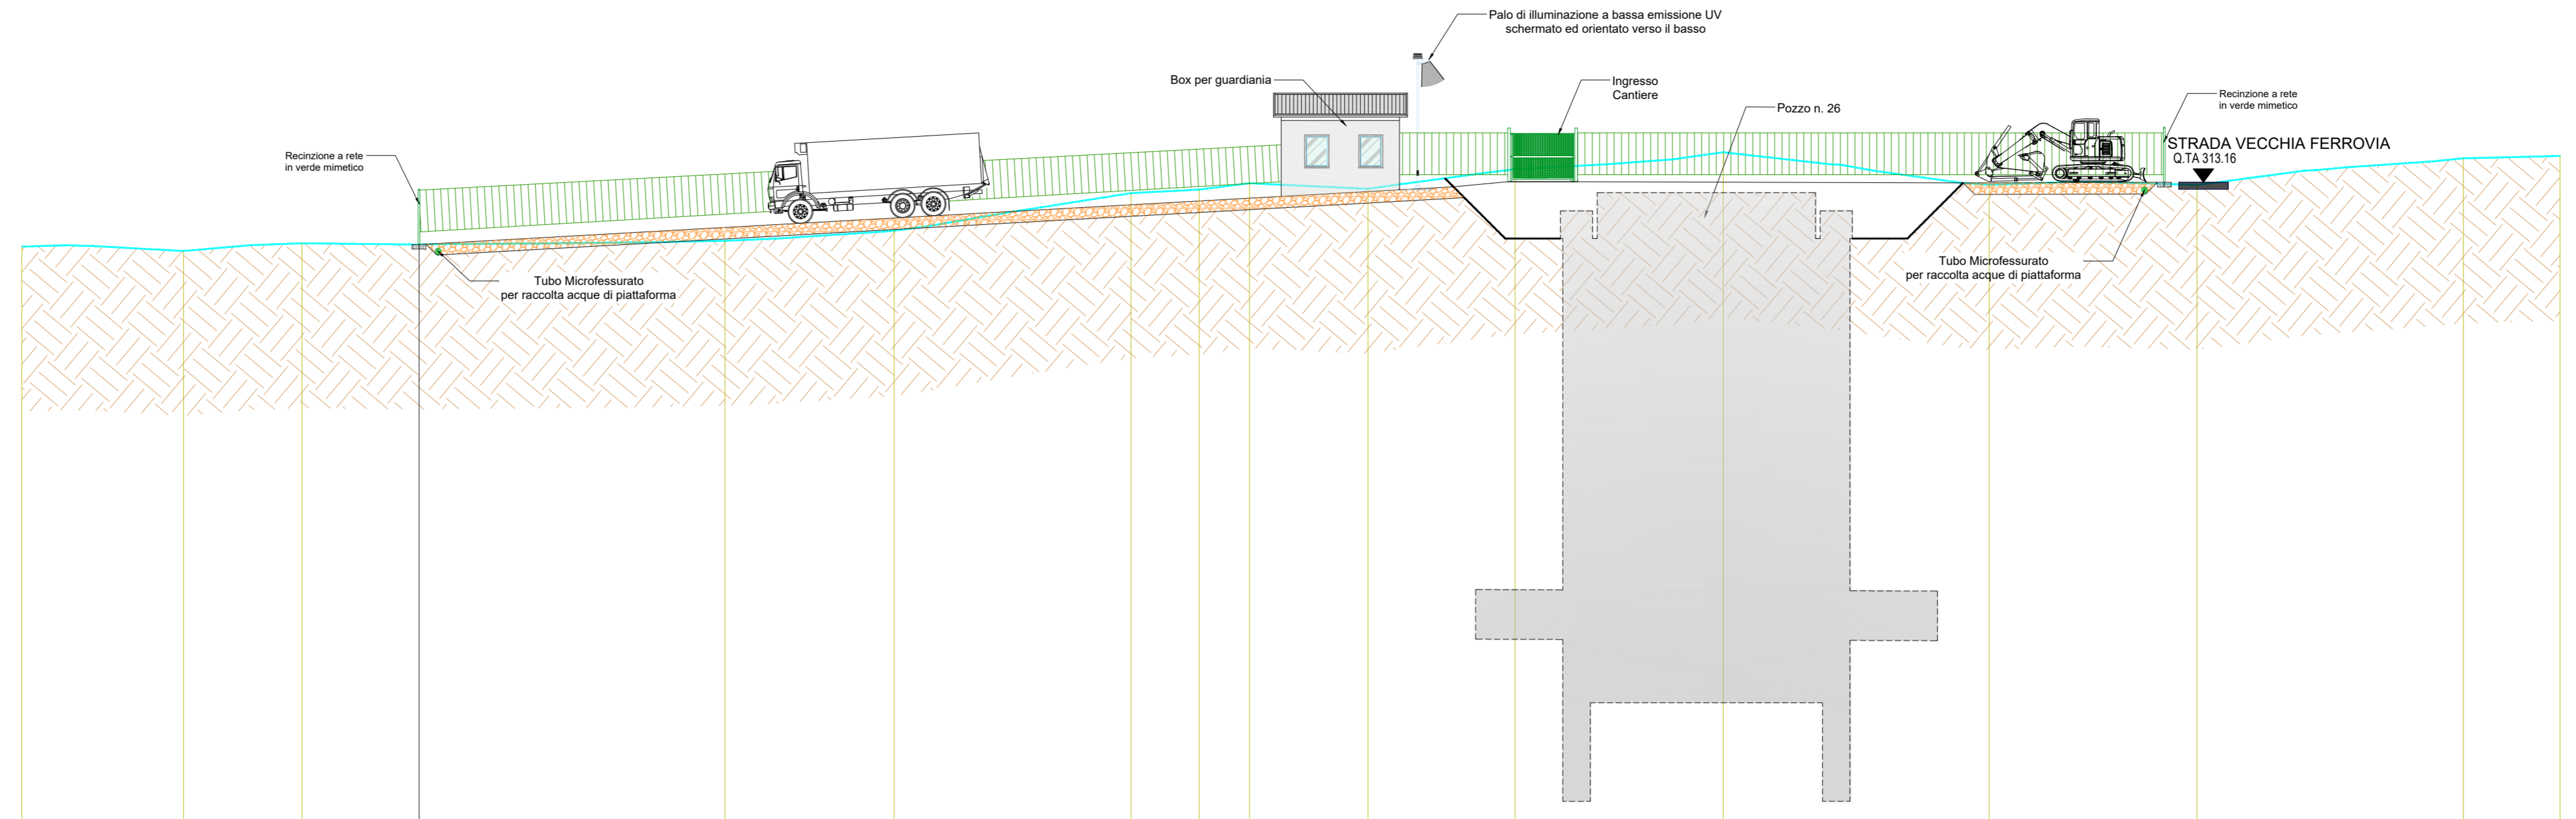 Palo di illuminazione a bassa emissione UV
schermato ed orientato verso il basso
Box per guardiania
Ingresso
Cantiere
Pozzo n. 26
Recinzione a rete
in verde mimetico
STRADA VECCHIA FERROVIA
Q.TA 313.16
Recinzione a rete
in verde mimetico
Tubo Microfessurato
per raccolta acque di piattaforma
Tubo Microfessurato
per raccolta acque di piattaforma